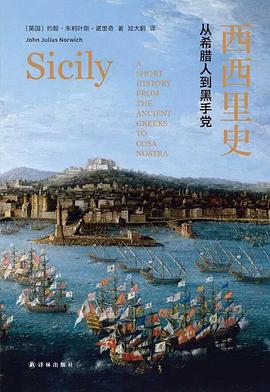 [英国] 约翰·朱利叶斯·诺里奇 著 陆大鹏 译
John Julius Norwich
Sicily
A
SHORT
HISTORY
FROM
THE
ANCIENT
GREEKS
TO
COSA
NOSTRA
西西里史
从希腊人到黑手党
译林出版社